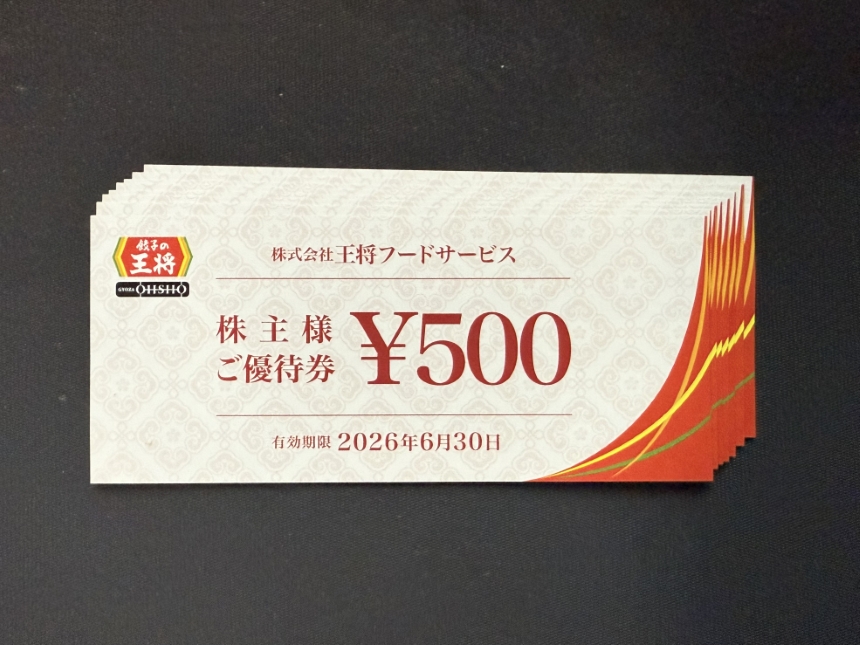 餃子の
王将
GYOZA OHSHO
株式会社王将フードサービス
株主様
ご優待券
¥500
有効期限 2026年6月30日